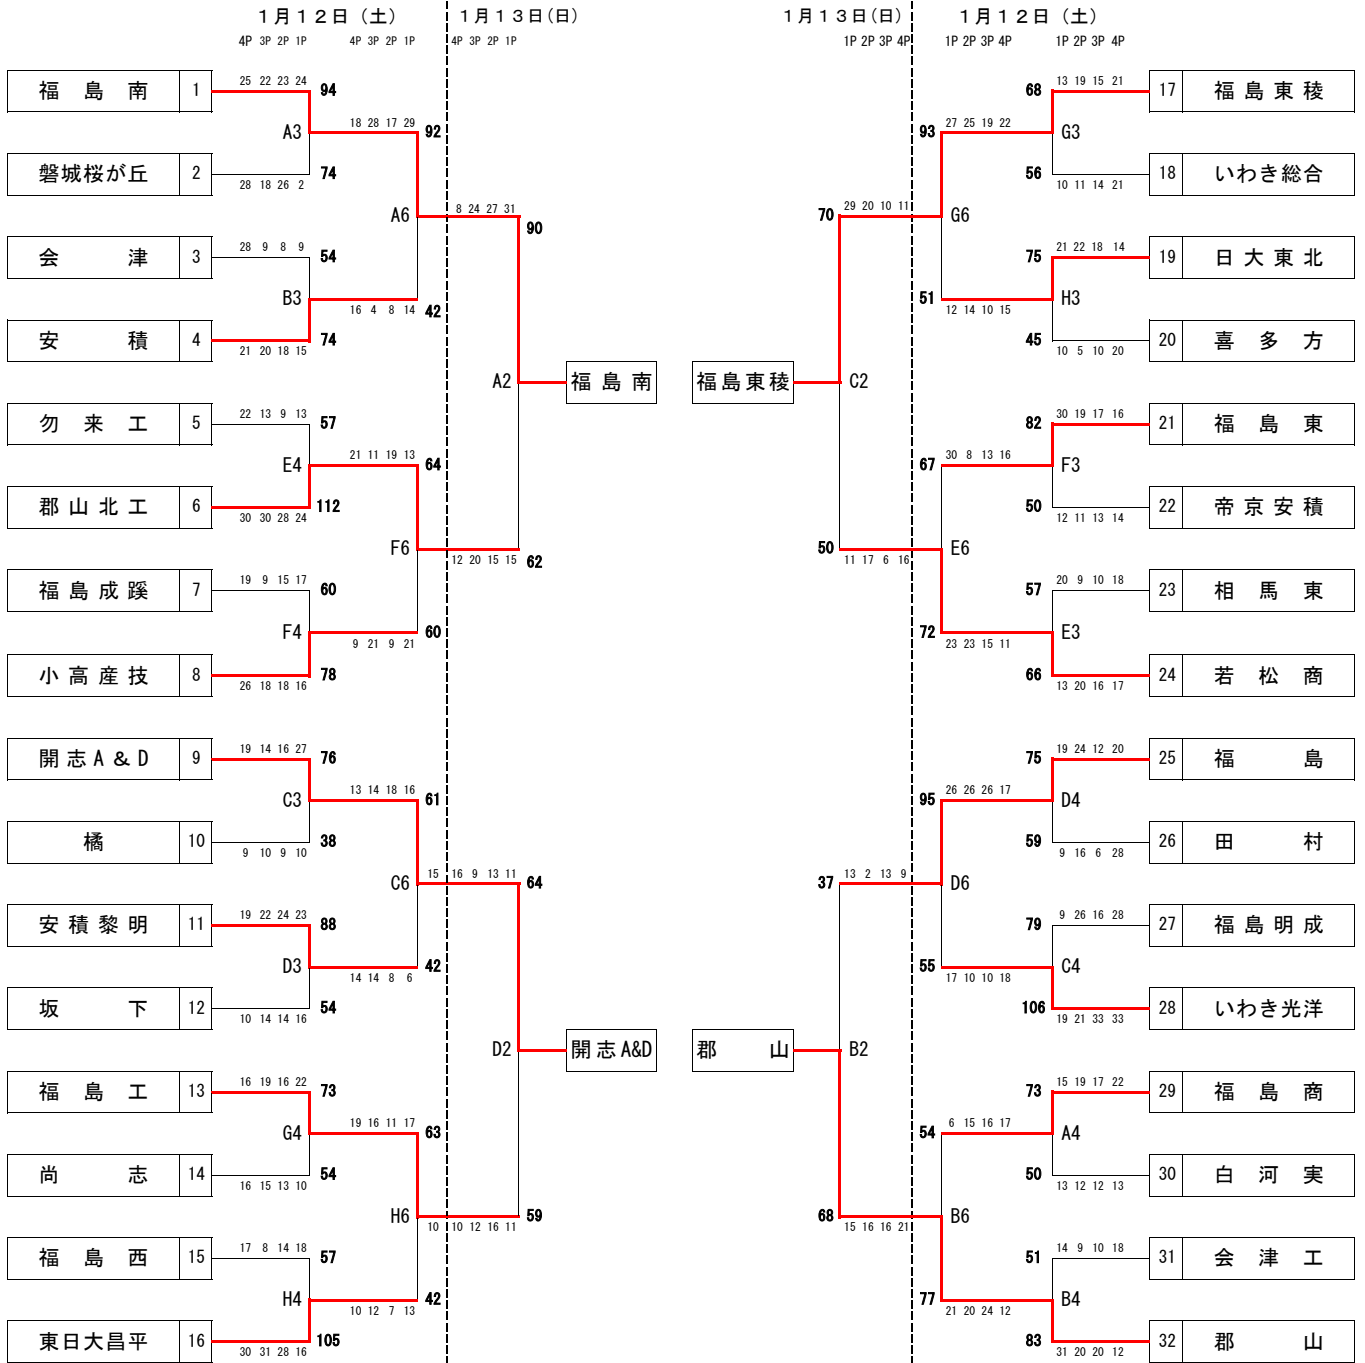 １月１２日（土） １月１３日(日) １月１３日(日) １月１２日（土）
4P 3P 2P 1P 4P 3P 2P 1P 4P 3P 2P 1P 1P 2P 3P 4P 1P 2P 3P 4P 1P 2P 3P 4P
福島南 1 25 22 23 24 94 68 13 19 15 21 17 福島東稜
A3 18 28 17 29 92 93 27 25 19 22 G3
磐城桜が丘 2 28 18 26 2 74 56 10 11 14 21 18 いわき総合
A6 8 24 27 31 90 70 29 20 10 11 G6
会津 3 28 9 8 9 54 75 21 22 18 14 19 日大東北
B3 16 4 8 14 42 51 12 14 10 15 H3
安積 4 21 20 18 15 74 45 10 5 10 20 20 喜多方
A2 福島南 福島東稜 C2
勿来工 5 22 13 9 13 57 82 30 19 17 16 21 福島東
E4 21 11 19 13 64 67 30 8 13 16 F3
郡山北工 6 30 30 28 24 112 50 12 11 13 14 22 帝京安積
F6 12 20 15 15 62 50 11 17 6 16 E6
福島成蹊 7 19 9 15 17 60 57 20 9 10 18 23 相馬東
F4 9 21 9 21 60 72 23 23 15 11 E3
小高産技 8 26 18 18 16 78 66 13 20 16 17 24 若松商
開志A＆D 9 19 14 16 27 76 75 19 24 12 20 25 福島
C3 13 14 18 16 61 95 26 26 26 17 D4
橘 10 9 10 9 10 38 59 9 16 6 28 26 田村
C6 15 16 9 13 11 64 37 13 2 13 9 D6
安積黎明 11 19 22 24 23 88 79 9 26 16 28 27 福島明成
D3 14 14 8 6 42 55 17 10 10 18 C4
坂下 12 10 14 14 16 54 106 19 21 33 33 28 いわき光洋
D2 開志A&D 郡山 B2
福島工 13 16 19 16 22 73 73 15 19 17 22 29 福島商
G4 19 16 11 17 63 54 6 15 16 17 A4
尚志 14 16 15 13 10 54 50 13 12 12 13 30 白河実
H6 10 10 12 16 11 59 68 15 16 16 21 B6
福島西 15 17 8 14 18 57 51 14 9 10 18 31 会津工
H4 10 12 7 13 42 77 21 20 24 12 B4
東日大昌平 16 30 31 28 16 105 83 31 20 20 12 32 郡山